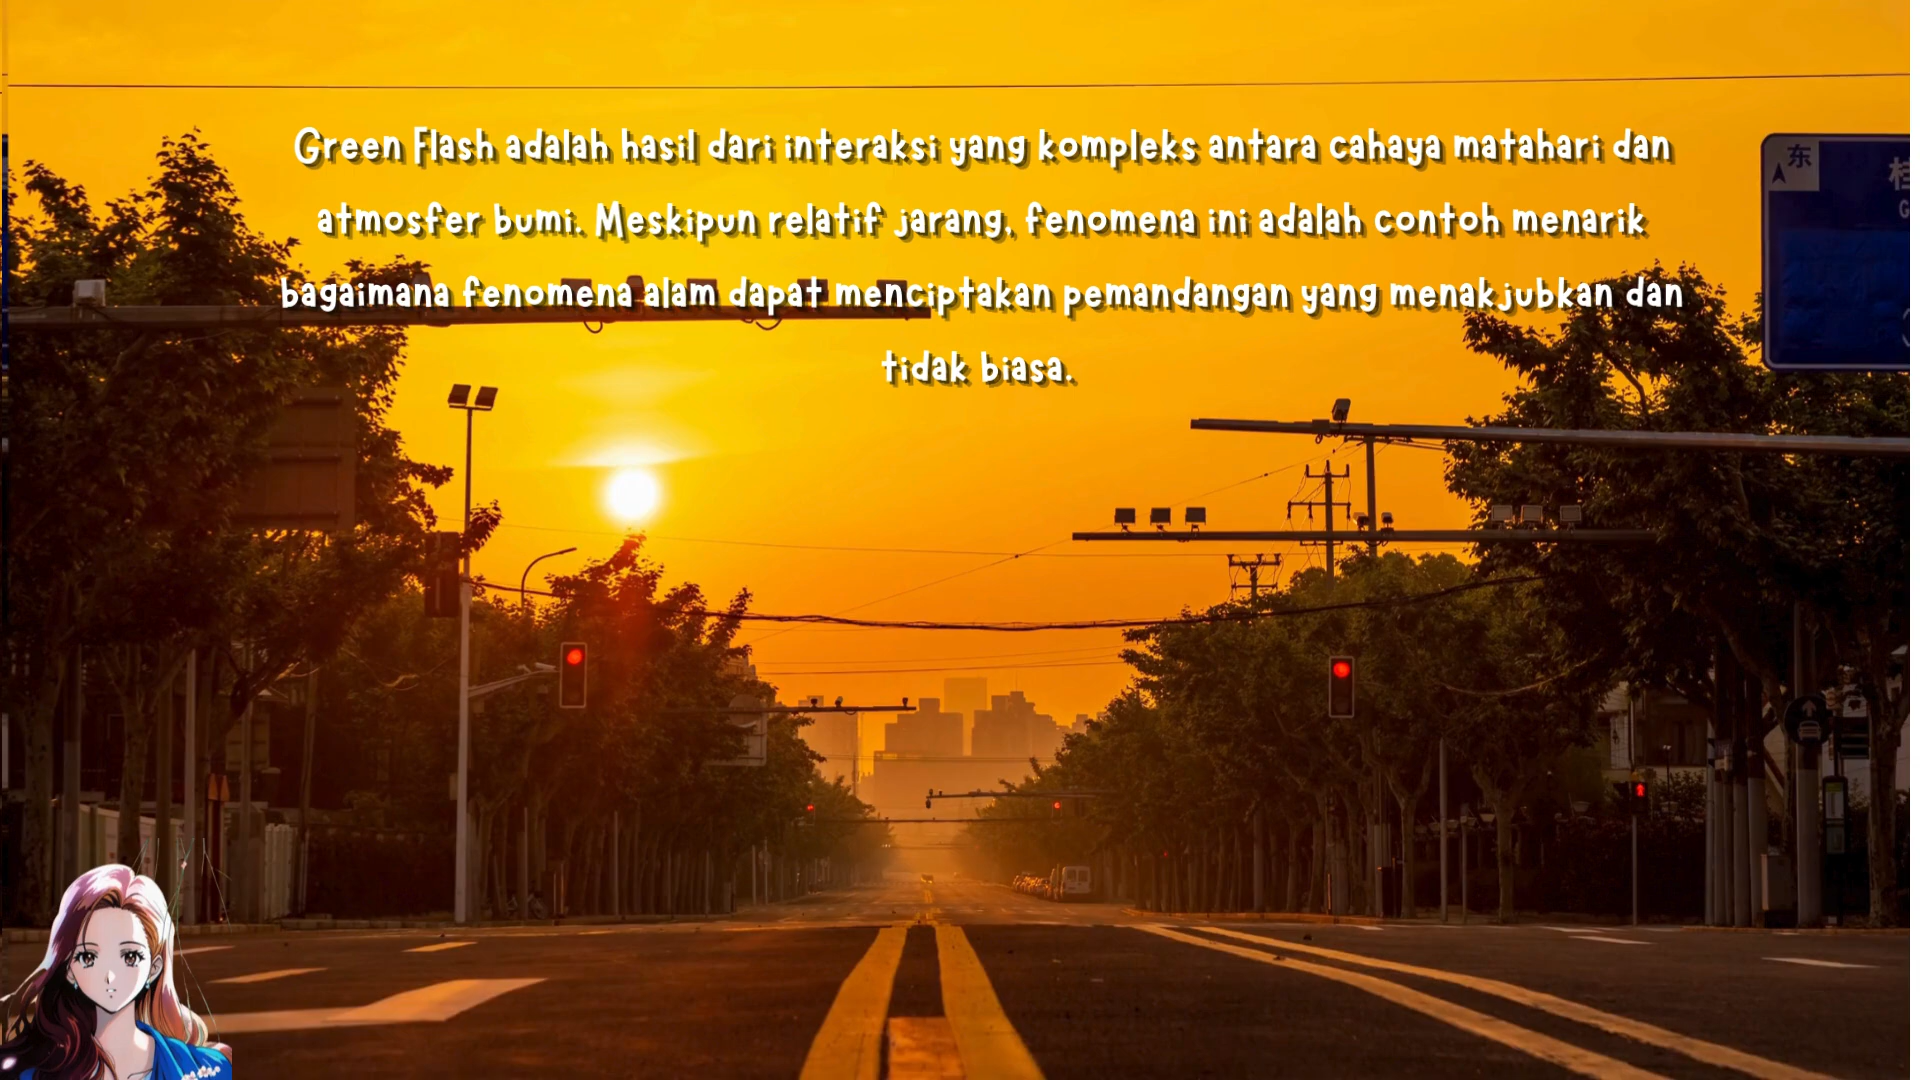 Green Flash adalah hasil dari interaksi yang kompleks antara cahaya matahari dan
atmosfer bumi. Meskipun relatif jarang, fenomena ini adalah contoh menarik
bagaimana fenomena alam dapat menciptakan pemandangan yang menakjubkan dan
tidak biasa.
东